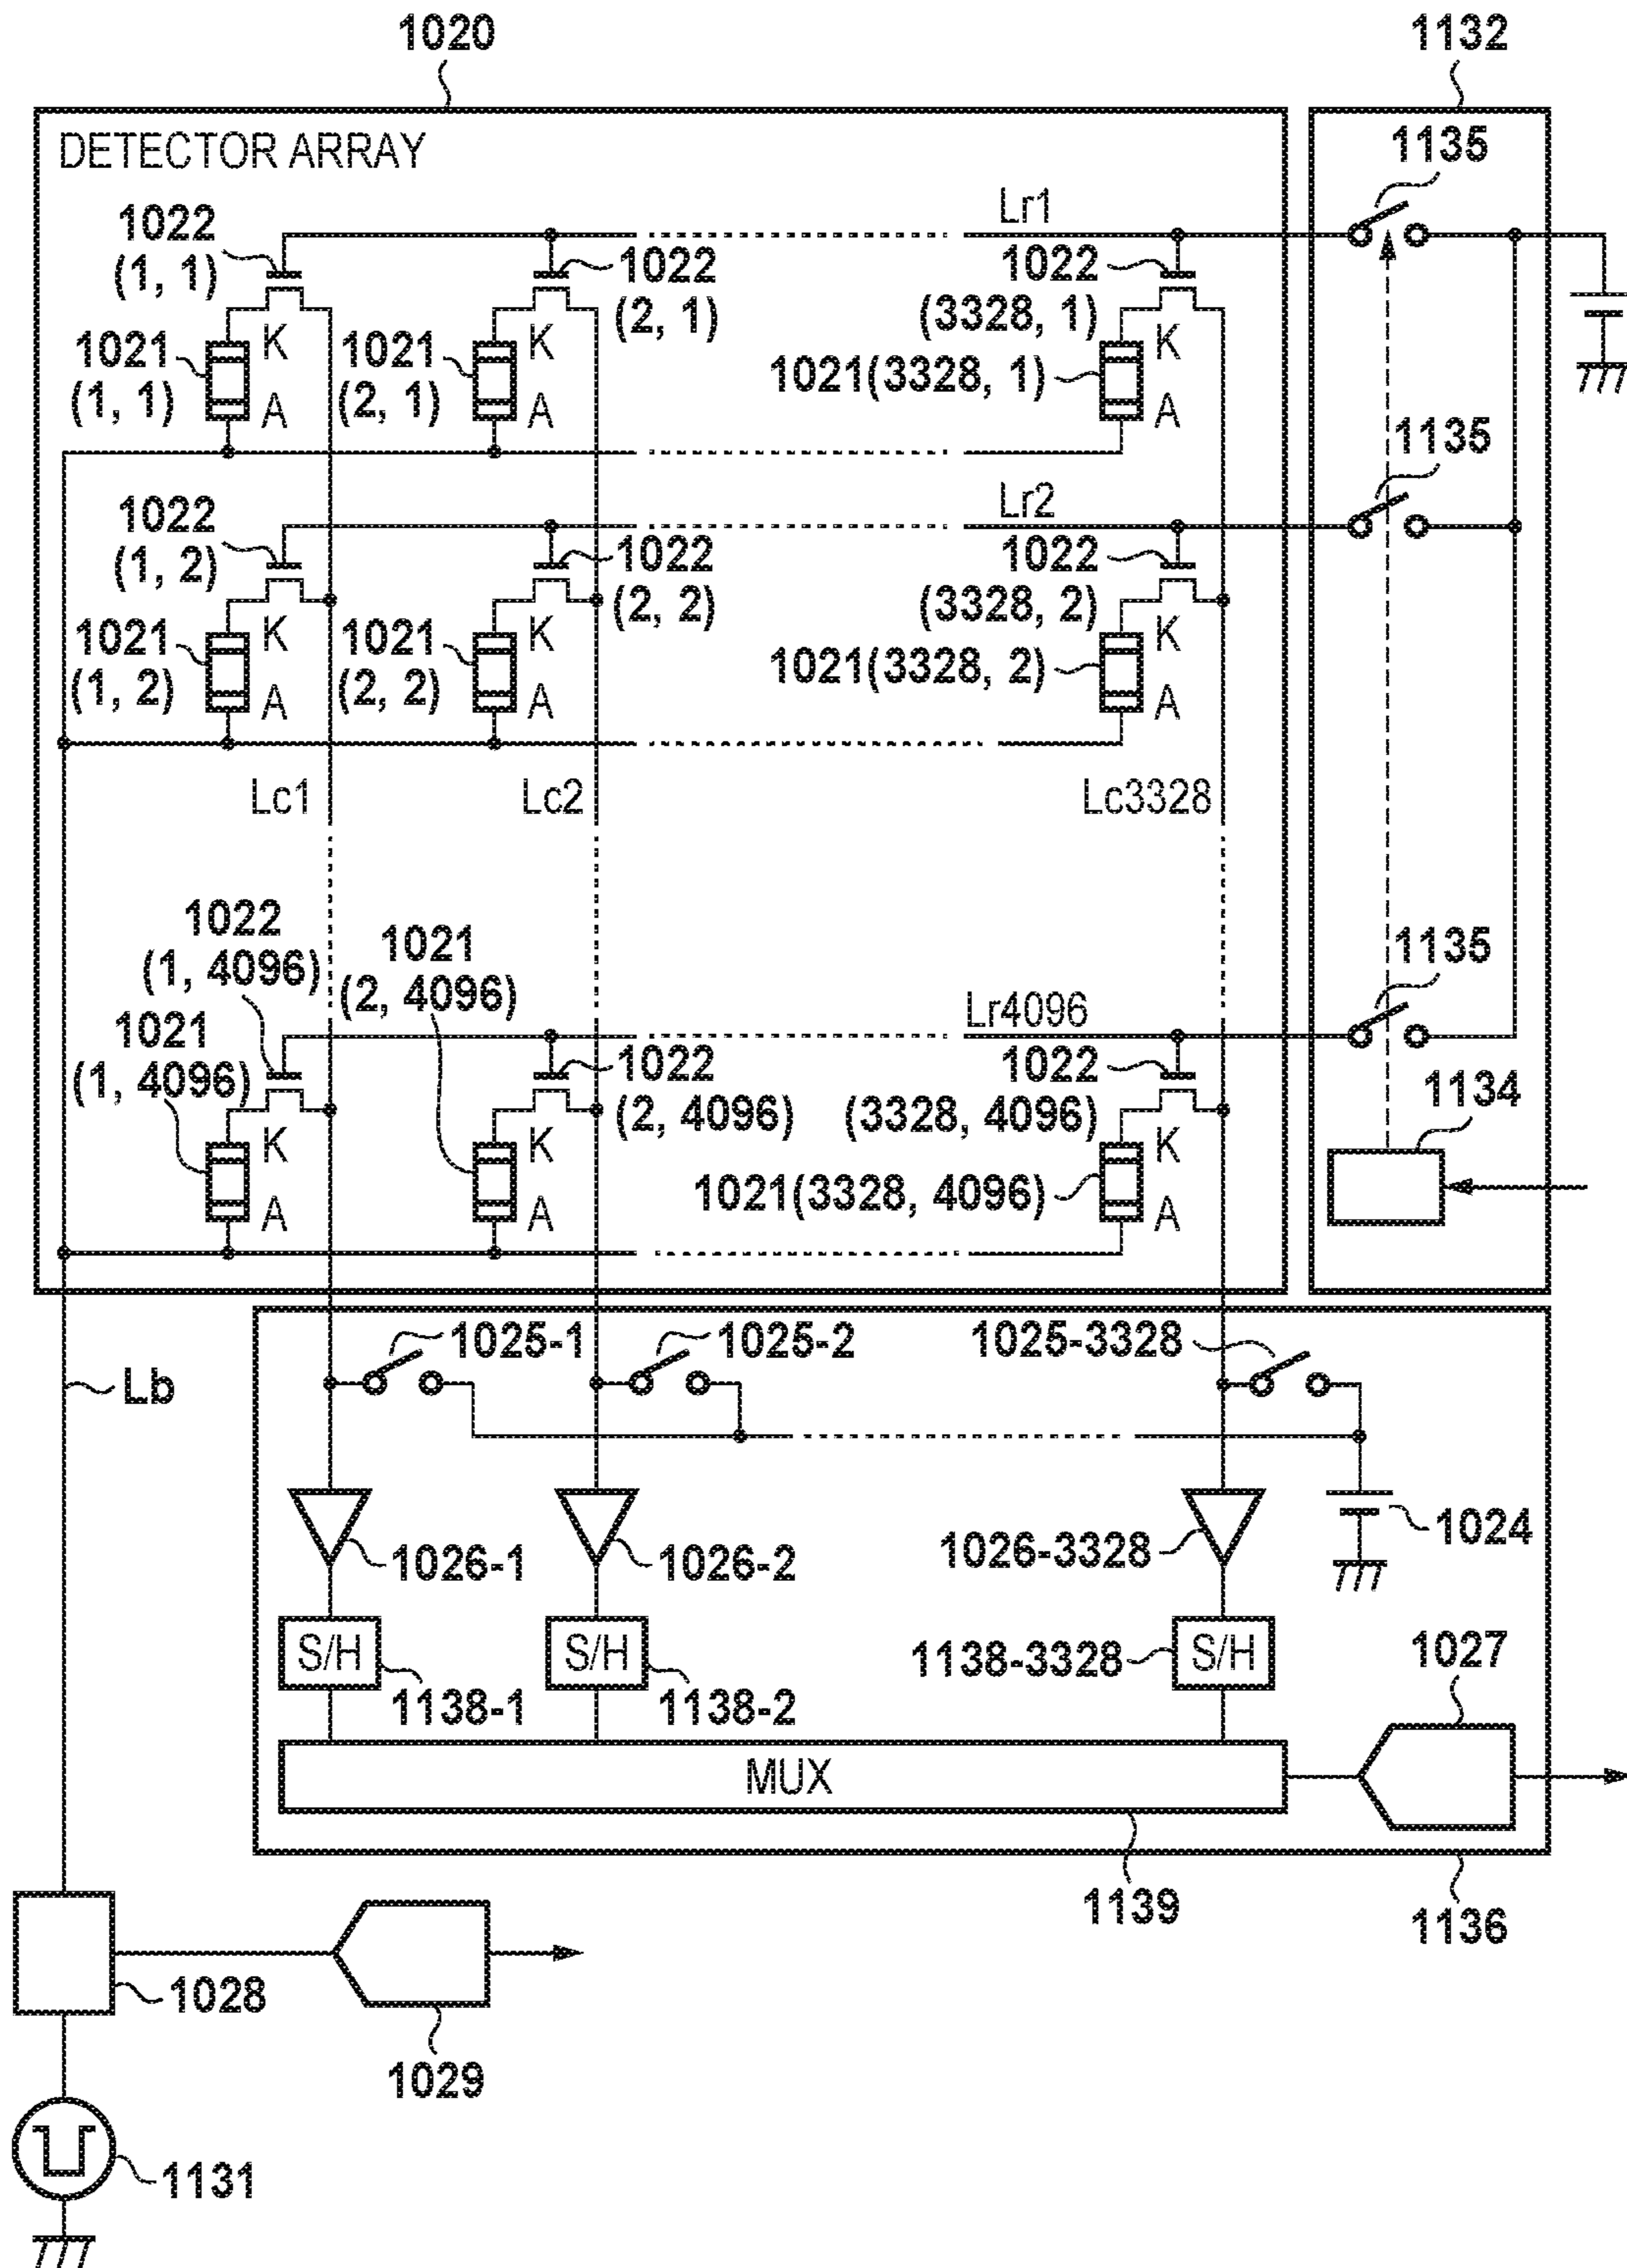 1020
1132
DETECTOR ARRAY
1135
Lr1
1022
(1, 1)
1022
(2, 1)
1022
(3328, 1)
K
K
K
1021
(1, 1)
1021
(2, 1)
1021(3328, 1)
A
A
A
1135
Lr2
1022
(1, 2)
1022
(2, 2)
1022
(3328, 2)
K
K
K
1021
(1, 2)
1021
(2, 2)
1021(3328, 2)
A
A
A
Lc1
Lc2
Lc3328
1022
(1, 4096)
1021
(2, 4096)
1135
Lr4096
1021
(1, 4096)
1022
(2, 4096)
1022
(3328, 4096)
1134
K
K
K
1021(3328, 4096)
A
A
A
1025-1
1025-2
1025-3328
Lb
1024
1026-1
1026-2
1026-3328
S/H
S/H
S/H
1138-1
1138-2
1138-3328
1027
MUX
1139
1136
1028
1029
1131